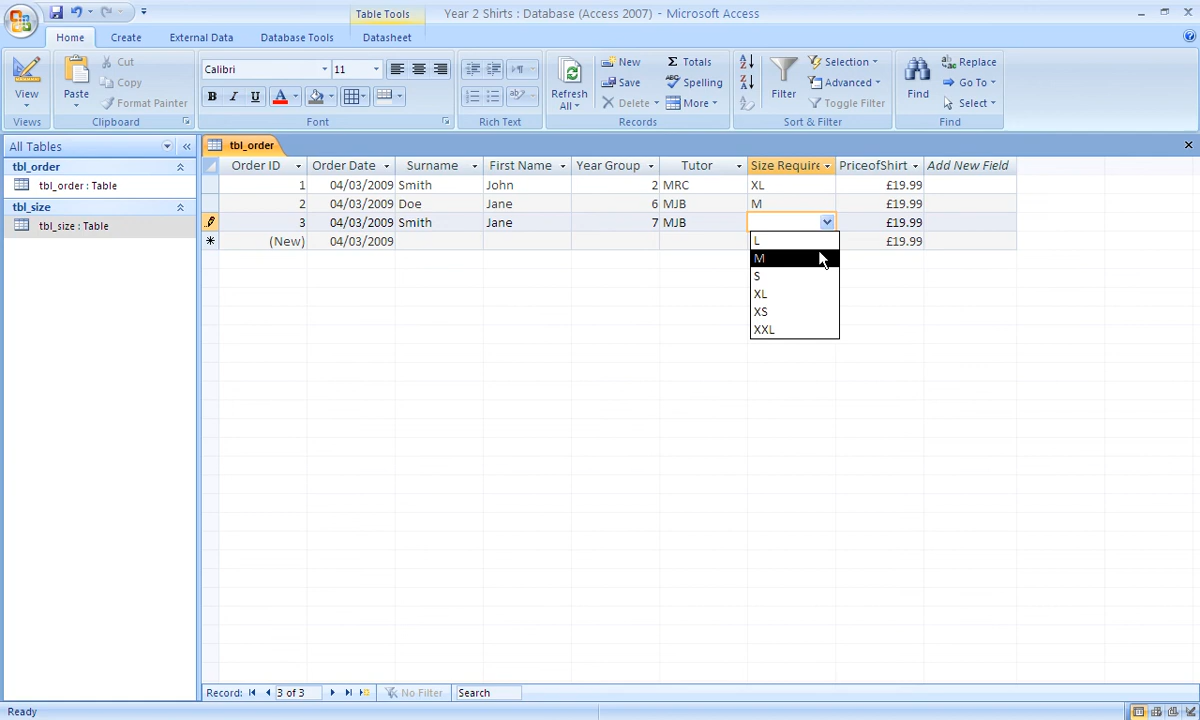 Table Tools Year 2 Shirts : Database (Access 2007) - Microsoft Access
Home Create External Data Database Tools Datasheet
View
Views
Paste
Cut
Copy
Format Painter
Clipboard
Calibri 11
B I U A
Font
Rich Text
Refresh All
New
Save
Delete
Totals
Spelling
More
Records
Filter
Selection
Advanced
Toggle Filter
Sort & Filter
Find
Replace
Go To
Select
Find
All Tables
tbl_order
tbl_order : Table
tbl_size
tbl_size : Table
tbl_order
Order ID Order Date Surname First Name Year Group Tutor Size Require PriceofShirt Add New Field
1 04/03/2009 Smith John 2 MRC XL £19.99
2 04/03/2009 Doe Jane 6 MJB M £19.99
3 04/03/2009 Smith Jane 7 MJB £19.99
(New) 04/03/2009 £19.99
L
M
S
XL
XS
XXL
Record: 3 of 3 No Filter Search
Ready